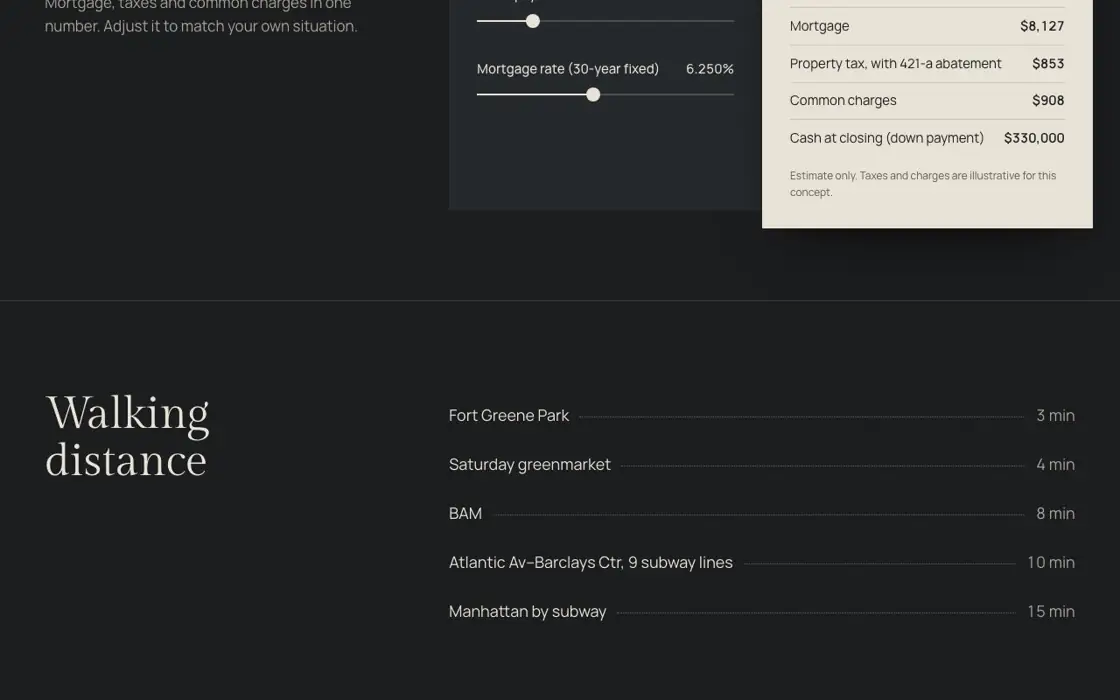 Mortgage, taxes and common charges in one
number. Adjust it to match your own situation.
Mortgage rate (30-year fixed) 6.250%
Mortgage $8,127
Property tax, with 421-a abatement $853
Common charges $908
Cash at closing (down payment) $330,000
Estimate only. Taxes and charges are illustrative for this
concept.
Walking
distance
Fort Greene Park 3 min
Saturday greenmarket 4 min
BAM 8 min
Atlantic Av–Barclays Ctr, 9 subway lines 10 min
Manhattan by subway 15 min